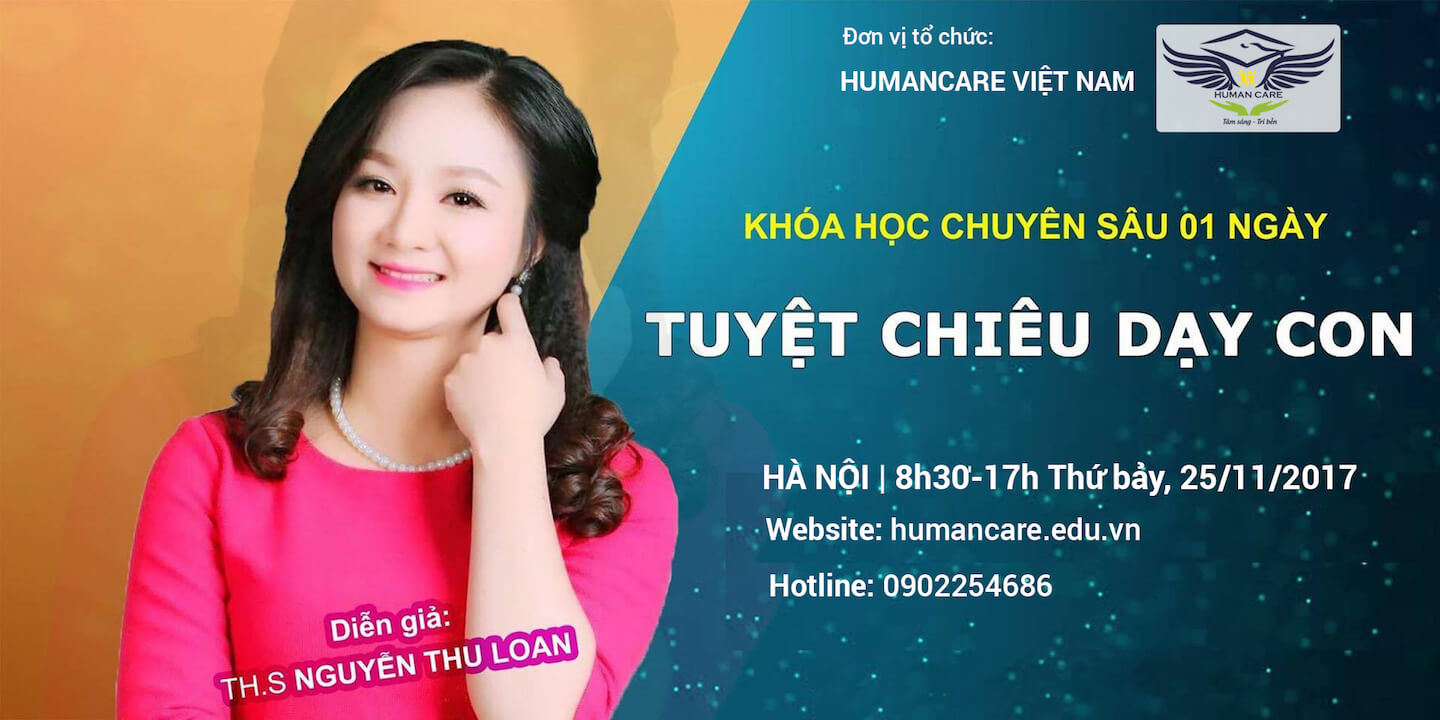 Đơn vị tổ chức:
HUMANCARE VIỆT NAM
HUMAN CARE
Tâm sáng - Trí bền
KHÓA HỌC CHUYÊN SÂU 01 NGÀY
TUYỆT CHIÊU DẠY CON
HÀ NỘI | 8h30-17h Thứ bảy, 25/11/2017
Website: humancare.edu.vn
Hotline: 0902254686
Diễn giả:
TH.S NGUYỄN THU LOAN